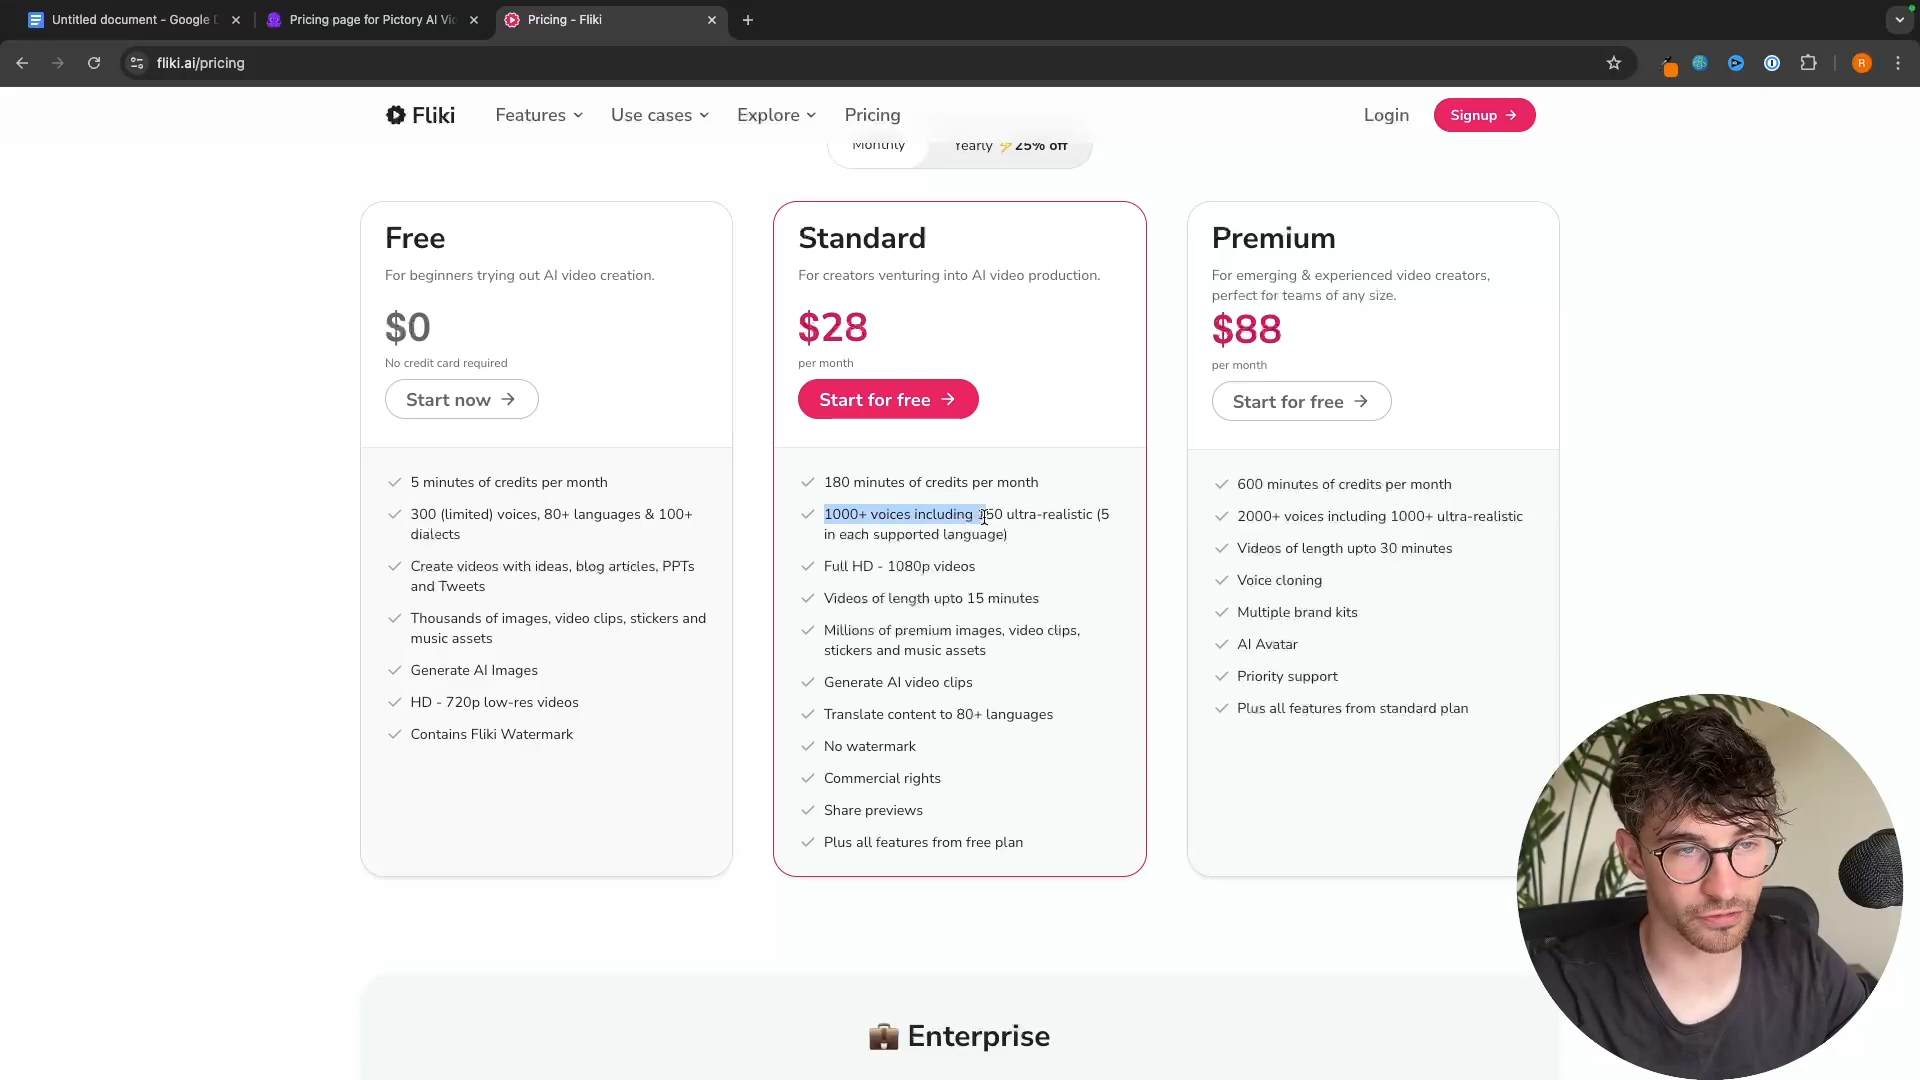 Untitled document - Google D
Pricing page for Pictory AI Vid
Pricing - Fliki
fliki.ai/pricing
R
Fliki
Features
Use cases
Explore
Pricing
Login
Signup
Monthly
Yearly ⚡25% off
Free
For beginners trying out AI video creation.
$0
No credit card required
Start now
5 minutes of credits per month
300 (limited) voices, 80+ languages & 100+
dialects
Create videos with ideas, blog articles, PPTs
and Tweets
Thousands of images, video clips, stickers and
music assets
Generate AI Images
HD - 720p low-res videos
Contains Fliki Watermark
Standard
For creators venturing into AI video production.
$28
per month
Start for free
180 minutes of credits per month
1000+ voices including 150 ultra-realistic (5
in each supported language)
Full HD - 1080p videos
Videos of length upto 15 minutes
Millions of premium images, video clips,
stickers and music assets
Generate AI video clips
Translate content to 80+ languages
No watermark
Commercial rights
Share previews
Plus all features from free plan
Premium
For emerging & experienced video creators,
perfect for teams of any size.
$88
per month
Start for free
600 minutes of credits per month
2000+ voices including 1000+ ultra-realistic
Videos of length upto 30 minutes
Voice cloning
Multiple brand kits
AI Avatar
Priority support
Plus all features from standard plan
💼 Enterprise